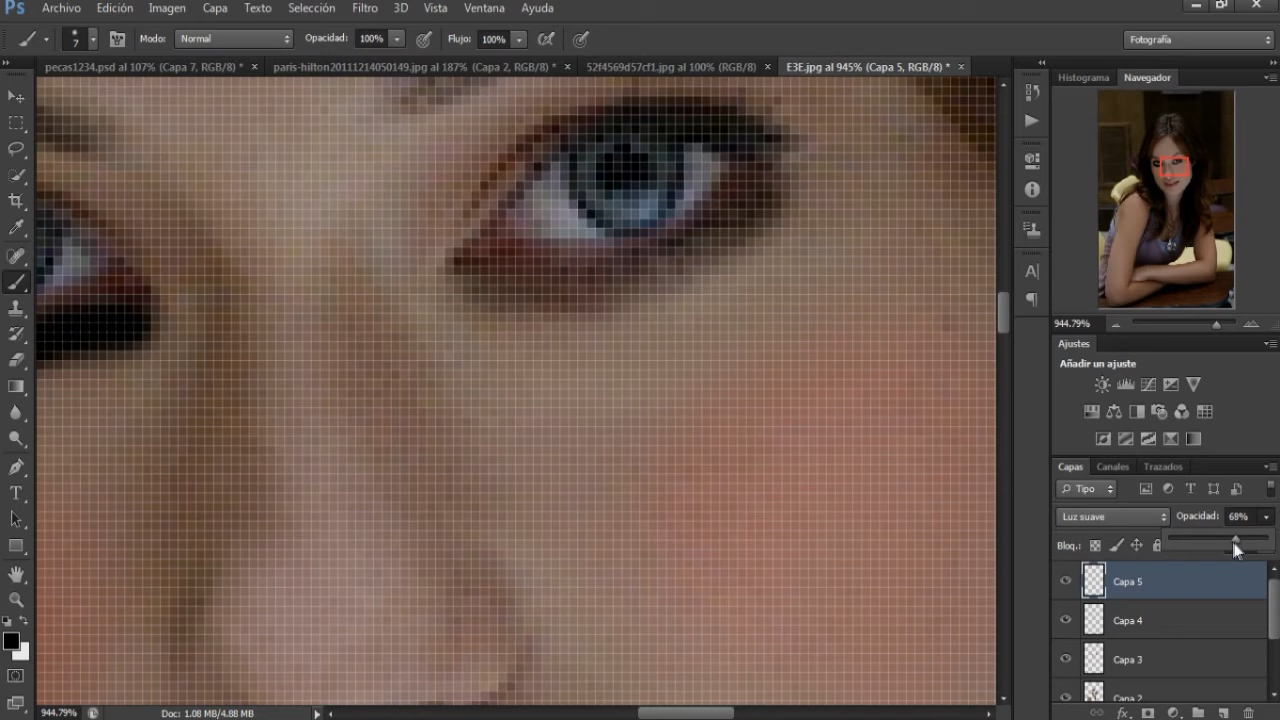 Ps Archivo Edición Imagen Capa Texto Selección Filtro 3D Vista Ventana Ayuda
7 Modo: Normal Opacidad: 100% Flujo: 100% Fotografía
pecas1234.psd al 107% (Capa 7, RGB/8) * × paris-hilton20111214050149.jpg al 187% (Capa 2, RGB/8) * × 52f4569d57cf1.jpg al 100% (RGB/8) × E3E.jpg al 945% (Capa 5, RGB/8) * ×
Histograma Navegador
944.79%
Ajustes
Añadir un ajuste
Capas Canales Trazados
Tipo
Luz suave Opacidad: 68%
Bloq.:
Capa 5
Capa 4
Capa 3
Capa 2
944.79% Doc: 1.08 MB/4.88 MB